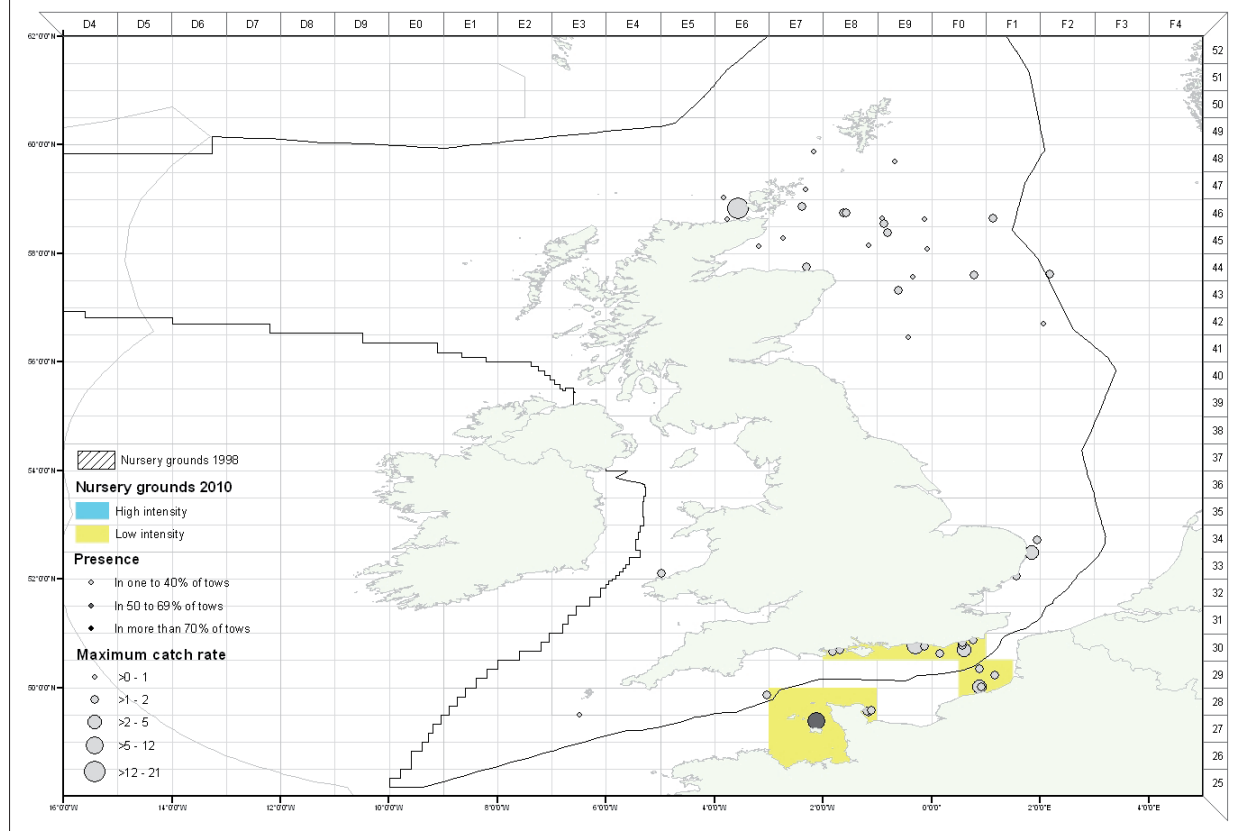 D4 D5 D6 D7 D8 D9 E0 E1 E2 E3 E4 E5 E6 E7 E8 E9 F0 F1 F2 F3 F4
62°0'0"N
60°0'0"N
58°0'0"N
56°0'0"N
54°0'0"N
52°0'0"N
50°0'0"N
52
51
50
49
48
47
46
45
44
43
42
41
40
39
38
37
36
35
34
33
32
31
30
29
28
27
26
25
Nursery grounds 1998
Nursery grounds 2010
High intensity
Low intensity
Presence
In one to 40% of tows
In 50 to 69% of tows
In more than 70% of tows
Maximum catch rate
>0 - 1
>1 - 2
>2 - 5
>5 - 12
>12 - 21
16°0'0"W 14°0'0"W 12°0'0"W 10°0'0"W 8°0'0"W 6°0'0"W 4°0'0"W 2°0'0"W 0°0'0" 2°0'0"E 4°0'0"E